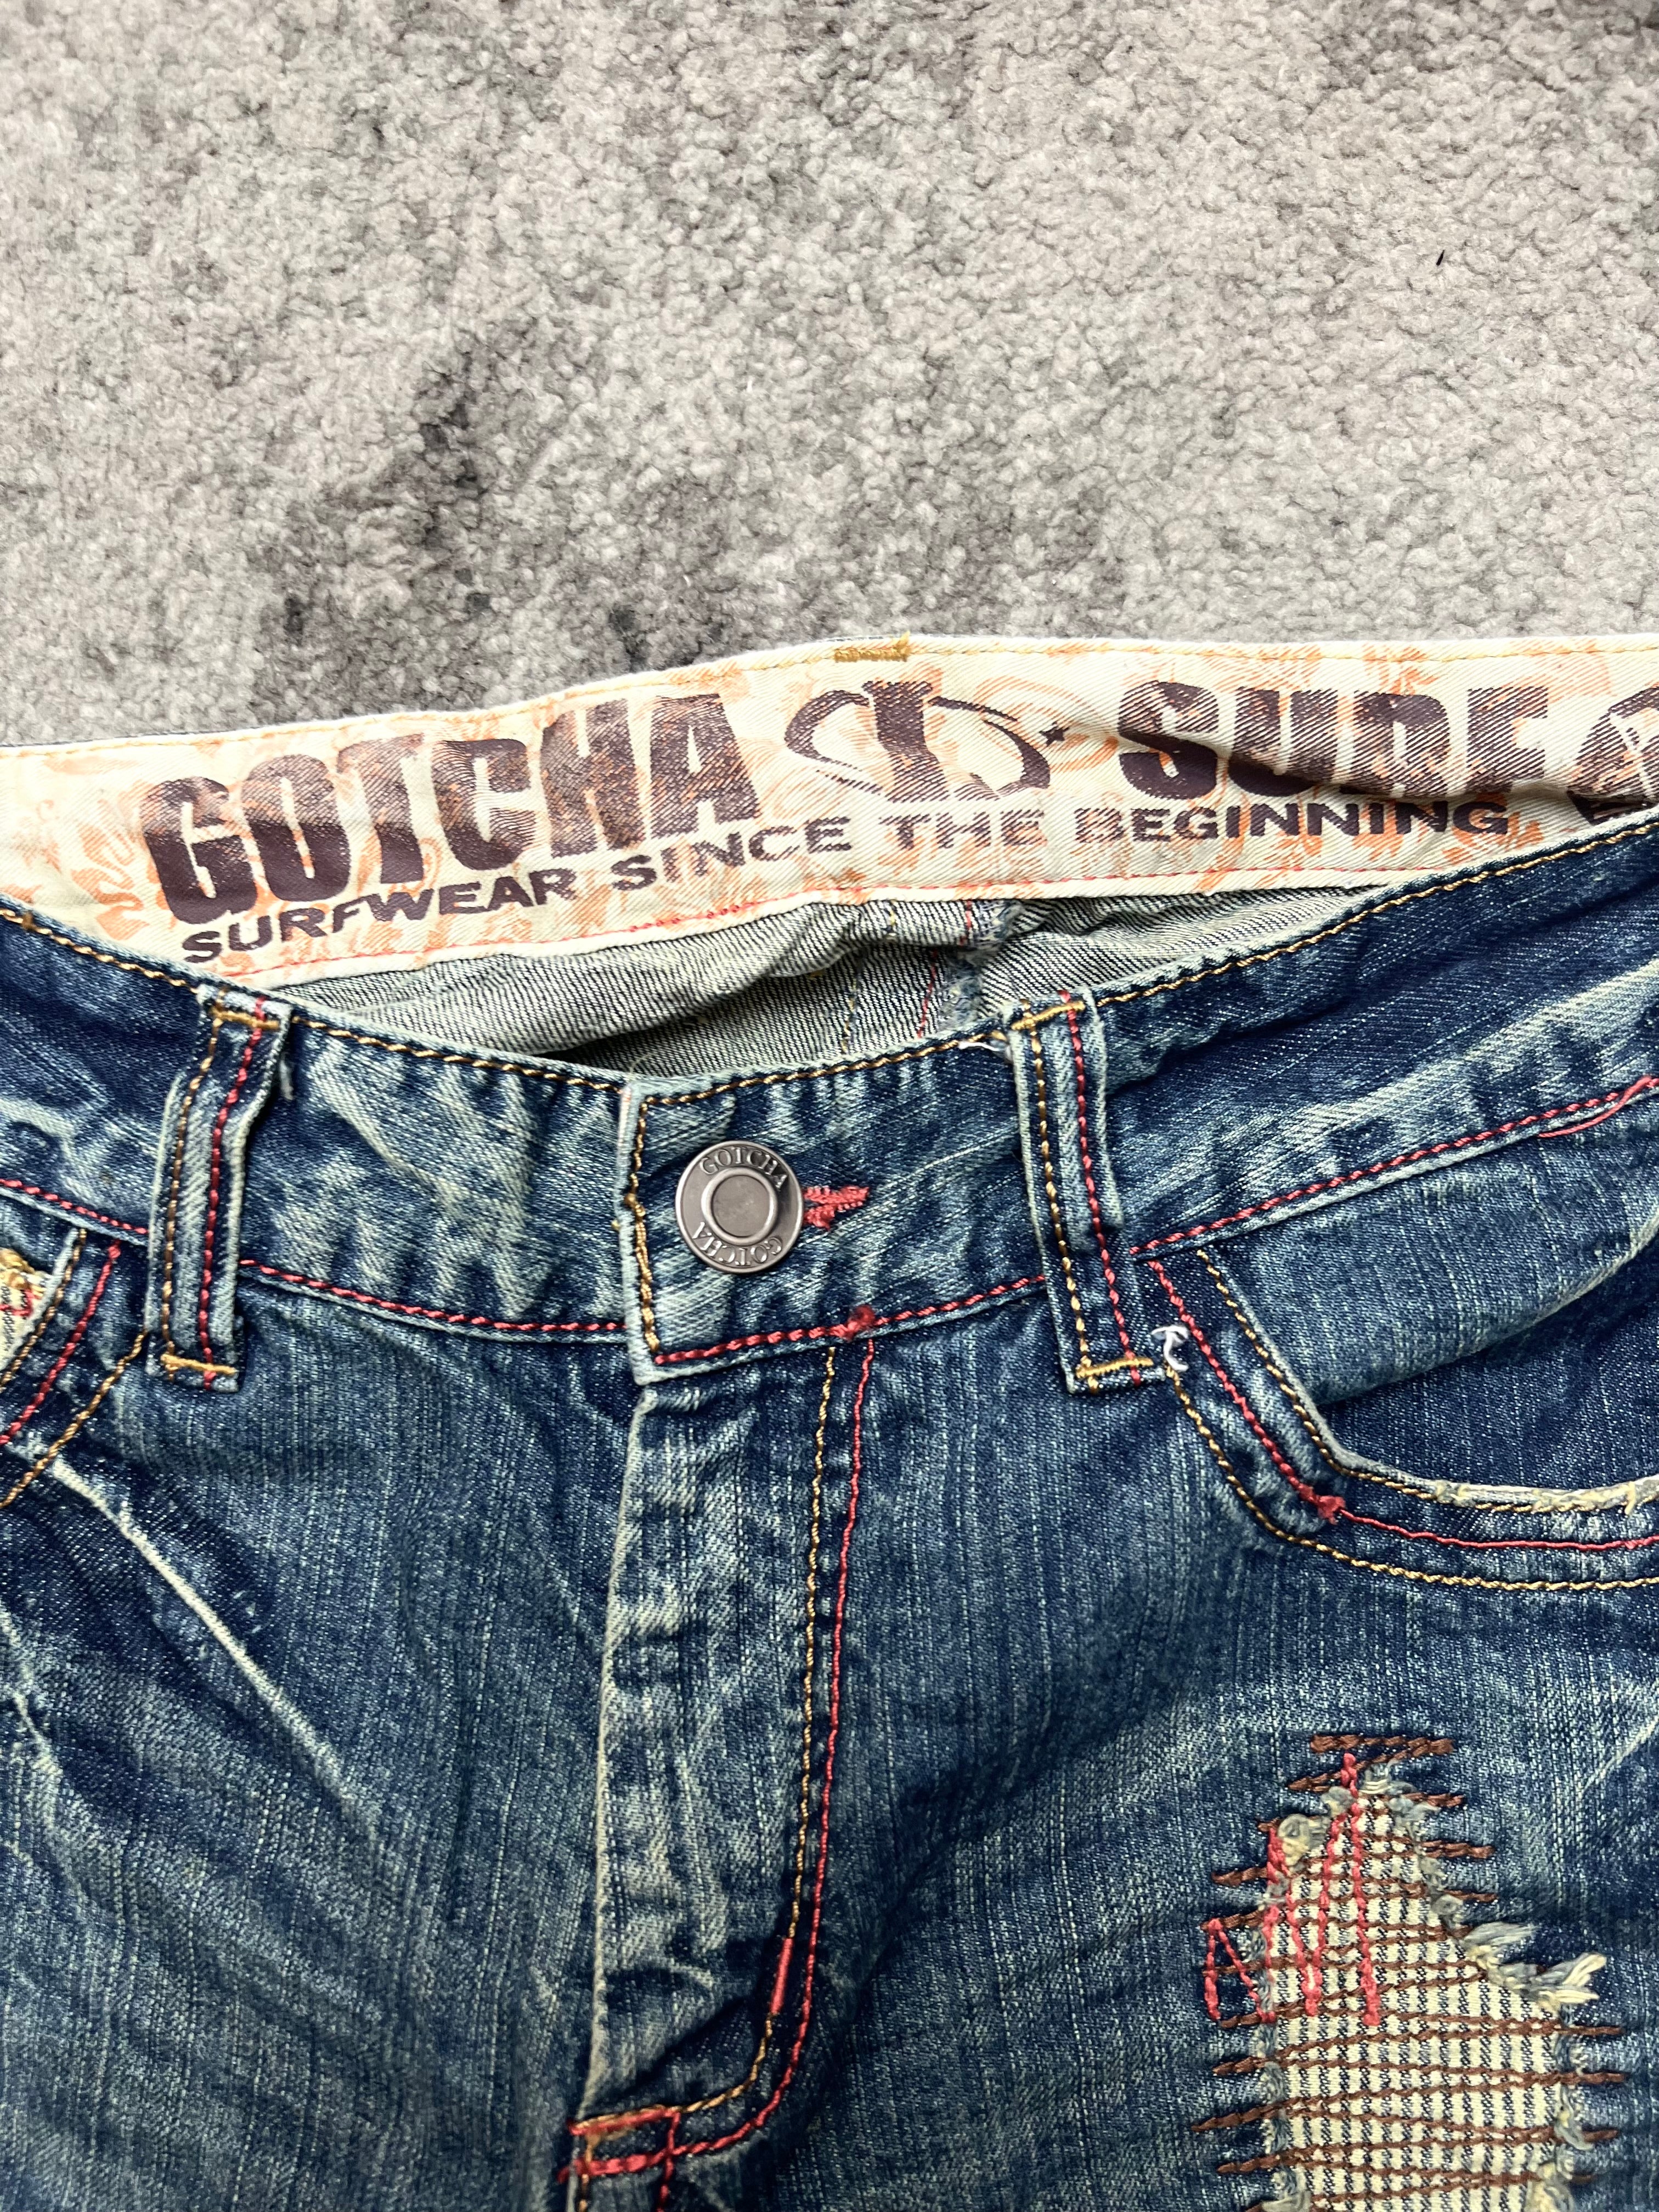 GOTCHA SURF
SURFWEAR SINCE THE BEGINNING
GOTCHA
GOTCHA